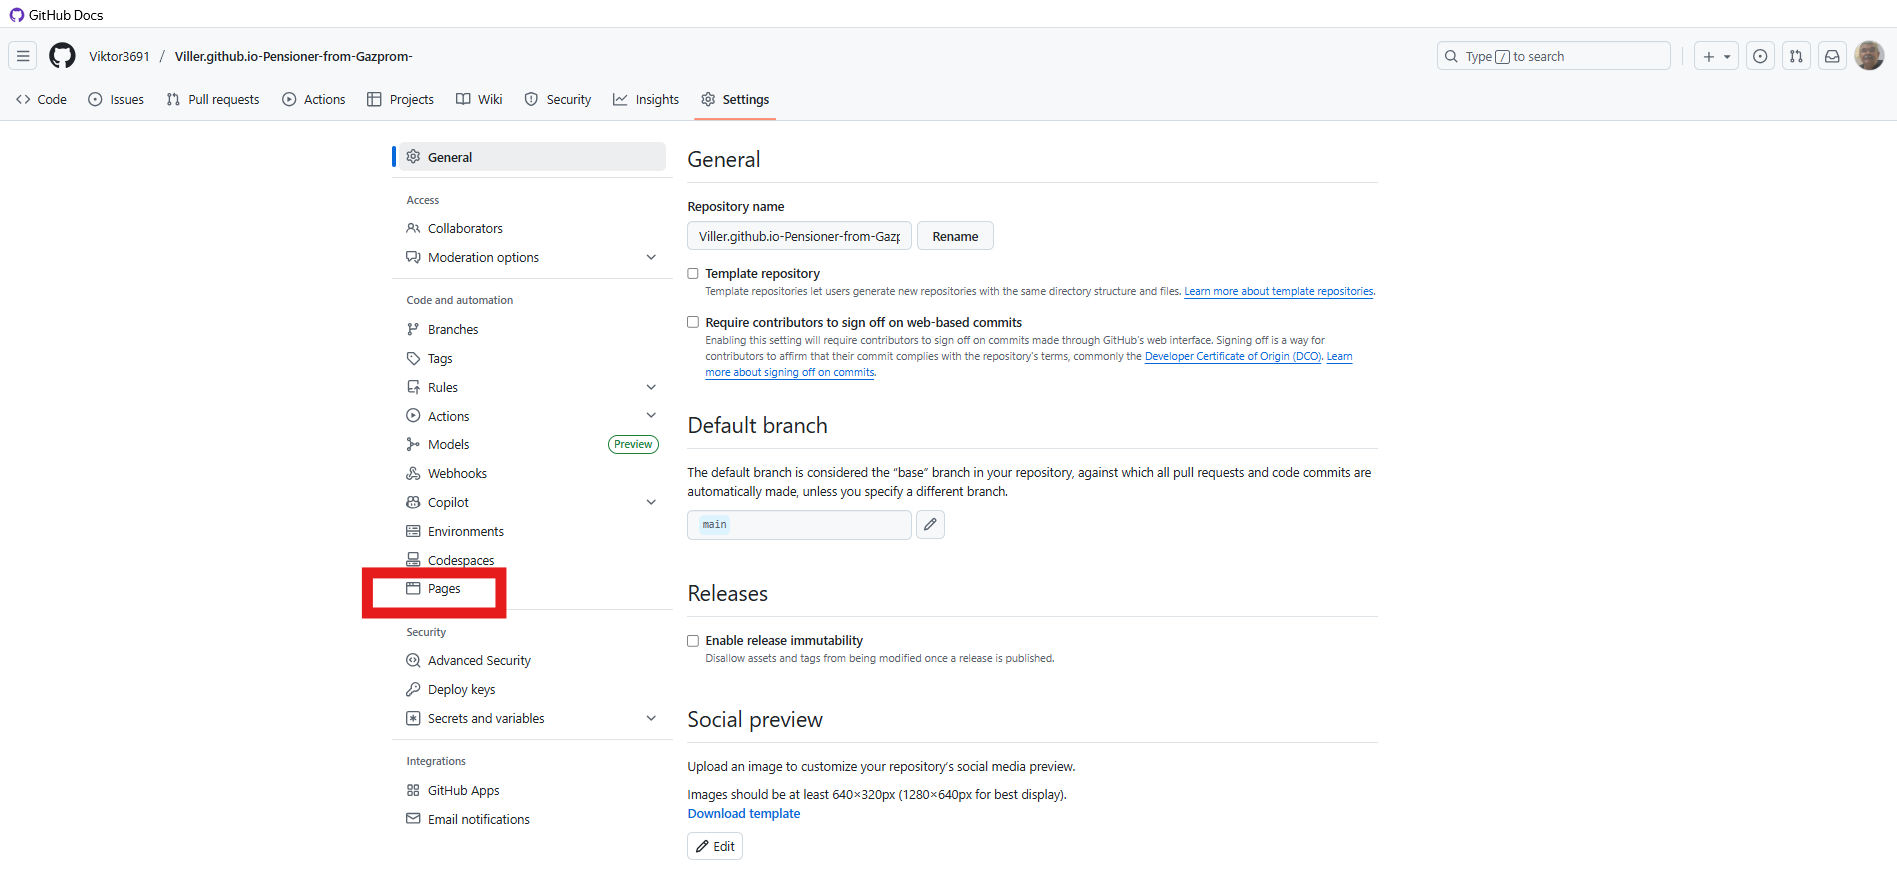 GitHub Docs
Viktor3691 / Viller.github.io-Pensioner-from-Gazprom-
Type / to search
Code Issues Pull requests Actions Projects Wiki Security Insights Settings
General
Access
Collaborators
Moderation options
Code and automation
Branches
Tags
Rules
Actions
Models Preview
Webhooks
Copilot
Environments
Codespaces
Pages
Security
Advanced Security
Deploy keys
Secrets and variables
Integrations
GitHub Apps
Email notifications
General
Repository name
Viller.github.io-Pensioner-from-Gazp Rename
Template repository
Template repositories let users generate new repositories with the same directory structure and files. Learn more about template repositories.
Require contributors to sign off on web-based commits
Enabling this setting will require contributors to sign off on commits made through GitHub's web interface. Signing off is a way for
contributors to affirm that their commit complies with the repository's terms, commonly the Developer Certificate of Origin (DCO). Learn
more about signing off on commits.
Default branch
The default branch is considered the “base” branch in your repository, against which all pull requests and code commits are
automatically made, unless you specify a different branch.
main
Releases
Enable release immutability
Disallow assets and tags from being modified once a release is published.
Social preview
Upload an image to customize your repository's social media preview.
Images should be at least 640×320px (1280×640px for best display).
Download template
Edit